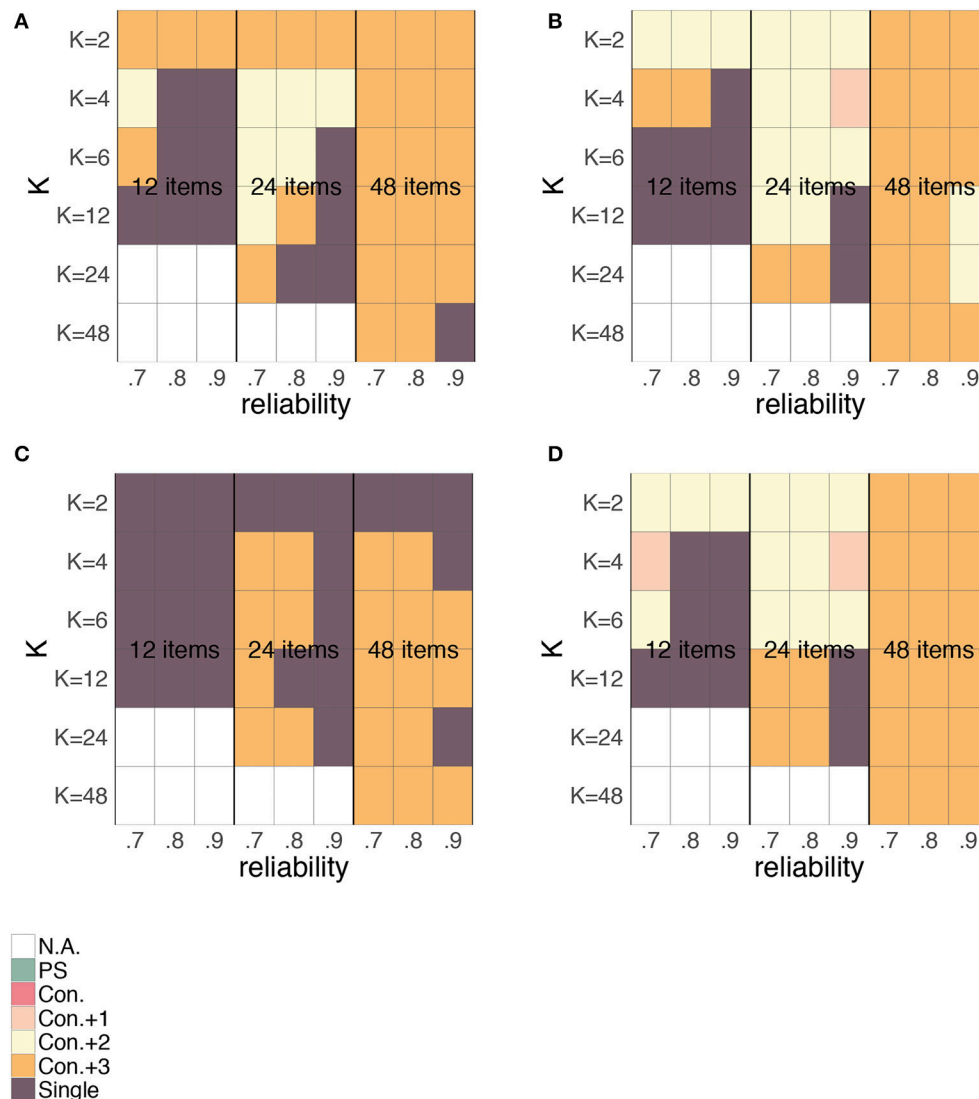 A
B
K=2
K=4
K=6
K=12
K=24
K=48
K
12 items
24 items
48 items
.7 .8 .9 .7 .8 .9 .7 .8 .9
reliability
K=2
K=4
K=6
K=12
K=24
K=48
K
12 items
24 items
48 items
.7 .8 .9 .7 .8 .9 .7 .8 .9
reliability
C
D
K=2
K=4
K=6
K=12
K=24
K=48
K
12 items
24 items
48 items
.7 .8 .9 .7 .8 .9 .7 .8 .9
reliability
K=2
K=4
K=6
K=12
K=24
K=48
K
12 items
24 items
48 items
.7 .8 .9 .7 .8 .9 .7 .8 .9
reliability
N.A.
PS
Con.
Con.+1
Con.+2
Con.+3
Single